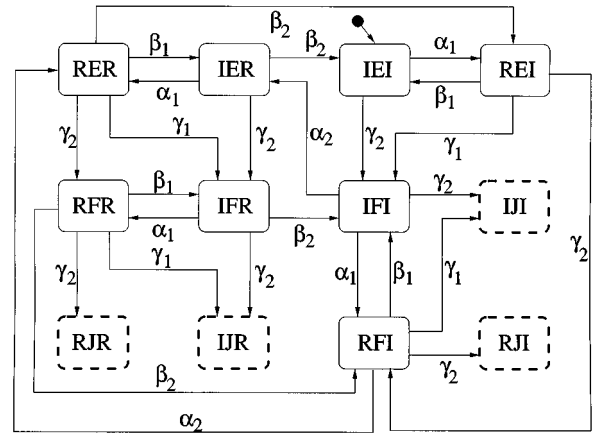 β2
β1
β2
α1
RER
IER
IEI
REI
α1
β1
γ2
γ1
γ2
α2
γ2
γ1
β1
γ2
RFR
IFR
IFI
IJI
α1
β2
γ2
γ1
γ2
α1
β1
γ1
γ2
RJR
IJR
RFI
RJI
β2
γ2
α2